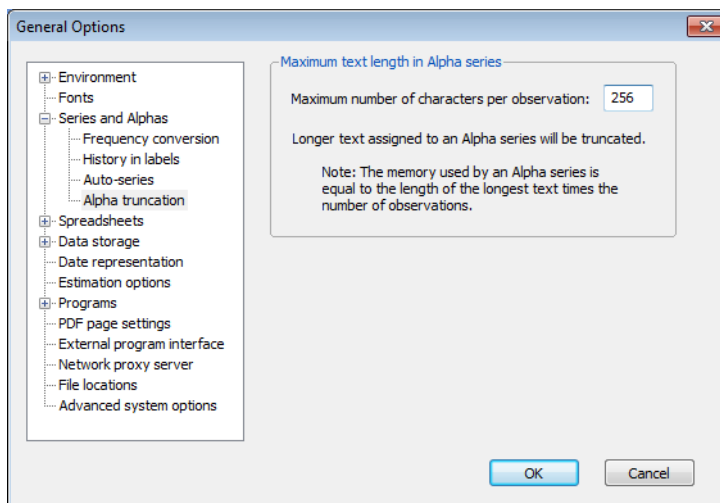 General Options
Environment
Fonts
Series and Alphas
Frequency conversion
History in labels
Auto-series
Alpha truncation
Spreadsheets
Data storage
Date representation
Estimation options
Programs
PDF page settings
External program interface
Network proxy server
File locations
Advanced system options
Maximum text length in Alpha series
Maximum number of characters per observation: 256
Longer text assigned to an Alpha series will be truncated.
Note: The memory used by an Alpha series is
equal to the length of the longest text times the
number of observations.
OK Cancel